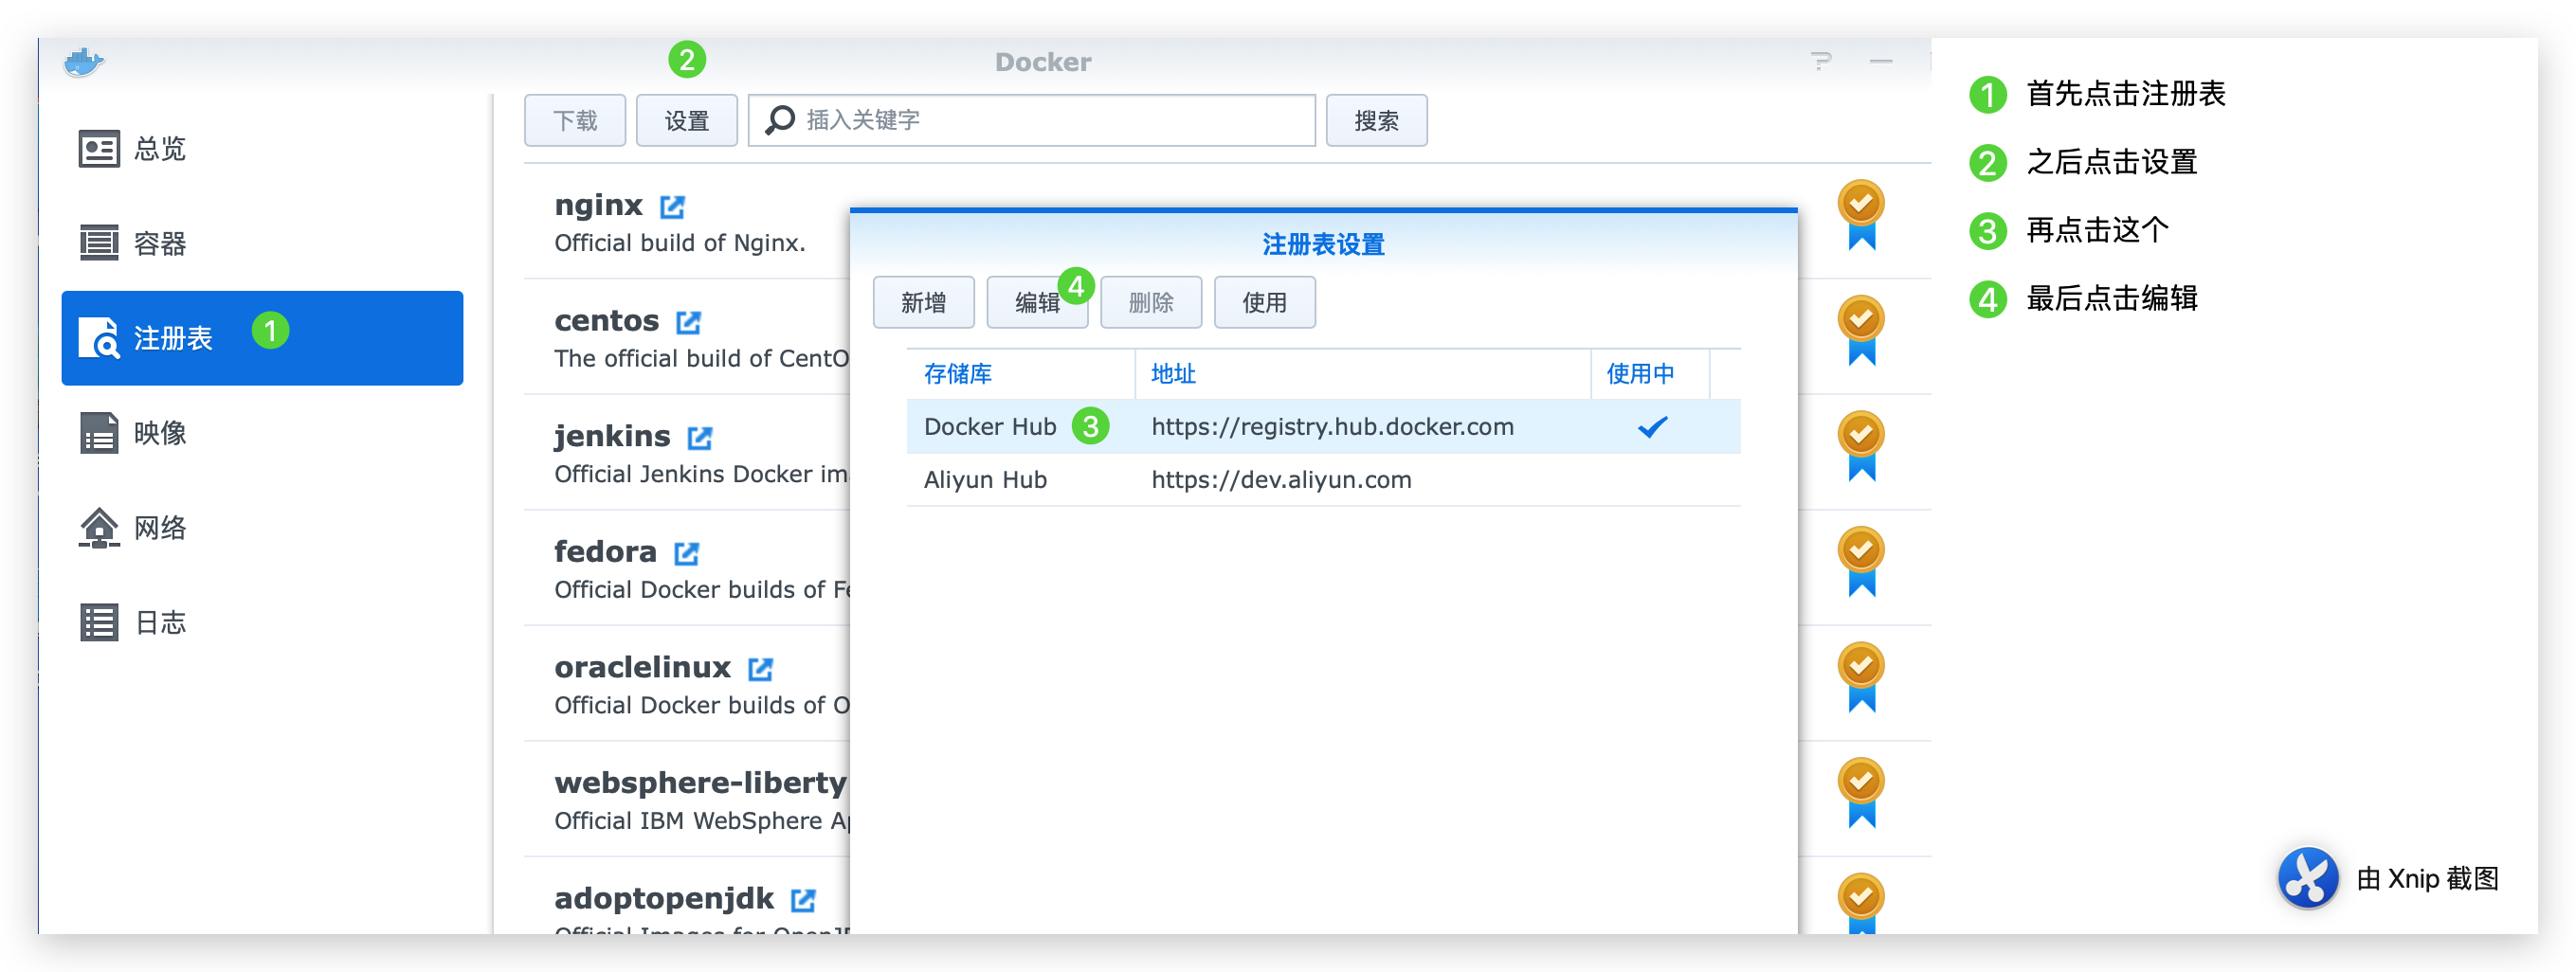 Docker
总览
容器
注册表
映像
网络
日志
下载
设置
插入关键字
搜索
2
1
nginx
Official build of Nginx.
centos
The official build of CentO
jenkins
Official Jenkins Docker im
fedora
Official Docker builds of Fe
oraclelinux
Official Docker builds of O
websphere-liberty
Official IBM WebSphere Ap
adoptopenjdk
注册表设置
新增
编辑
4
删除
使用
存储库 地址 使用中
Docker Hub 3 https://registry.hub.docker.com
Aliyun Hub https://dev.aliyun.com
1 首先点击注册表
2 之后点击设置
3 再点击这个
4 最后点击编辑
由 Xnip 截图